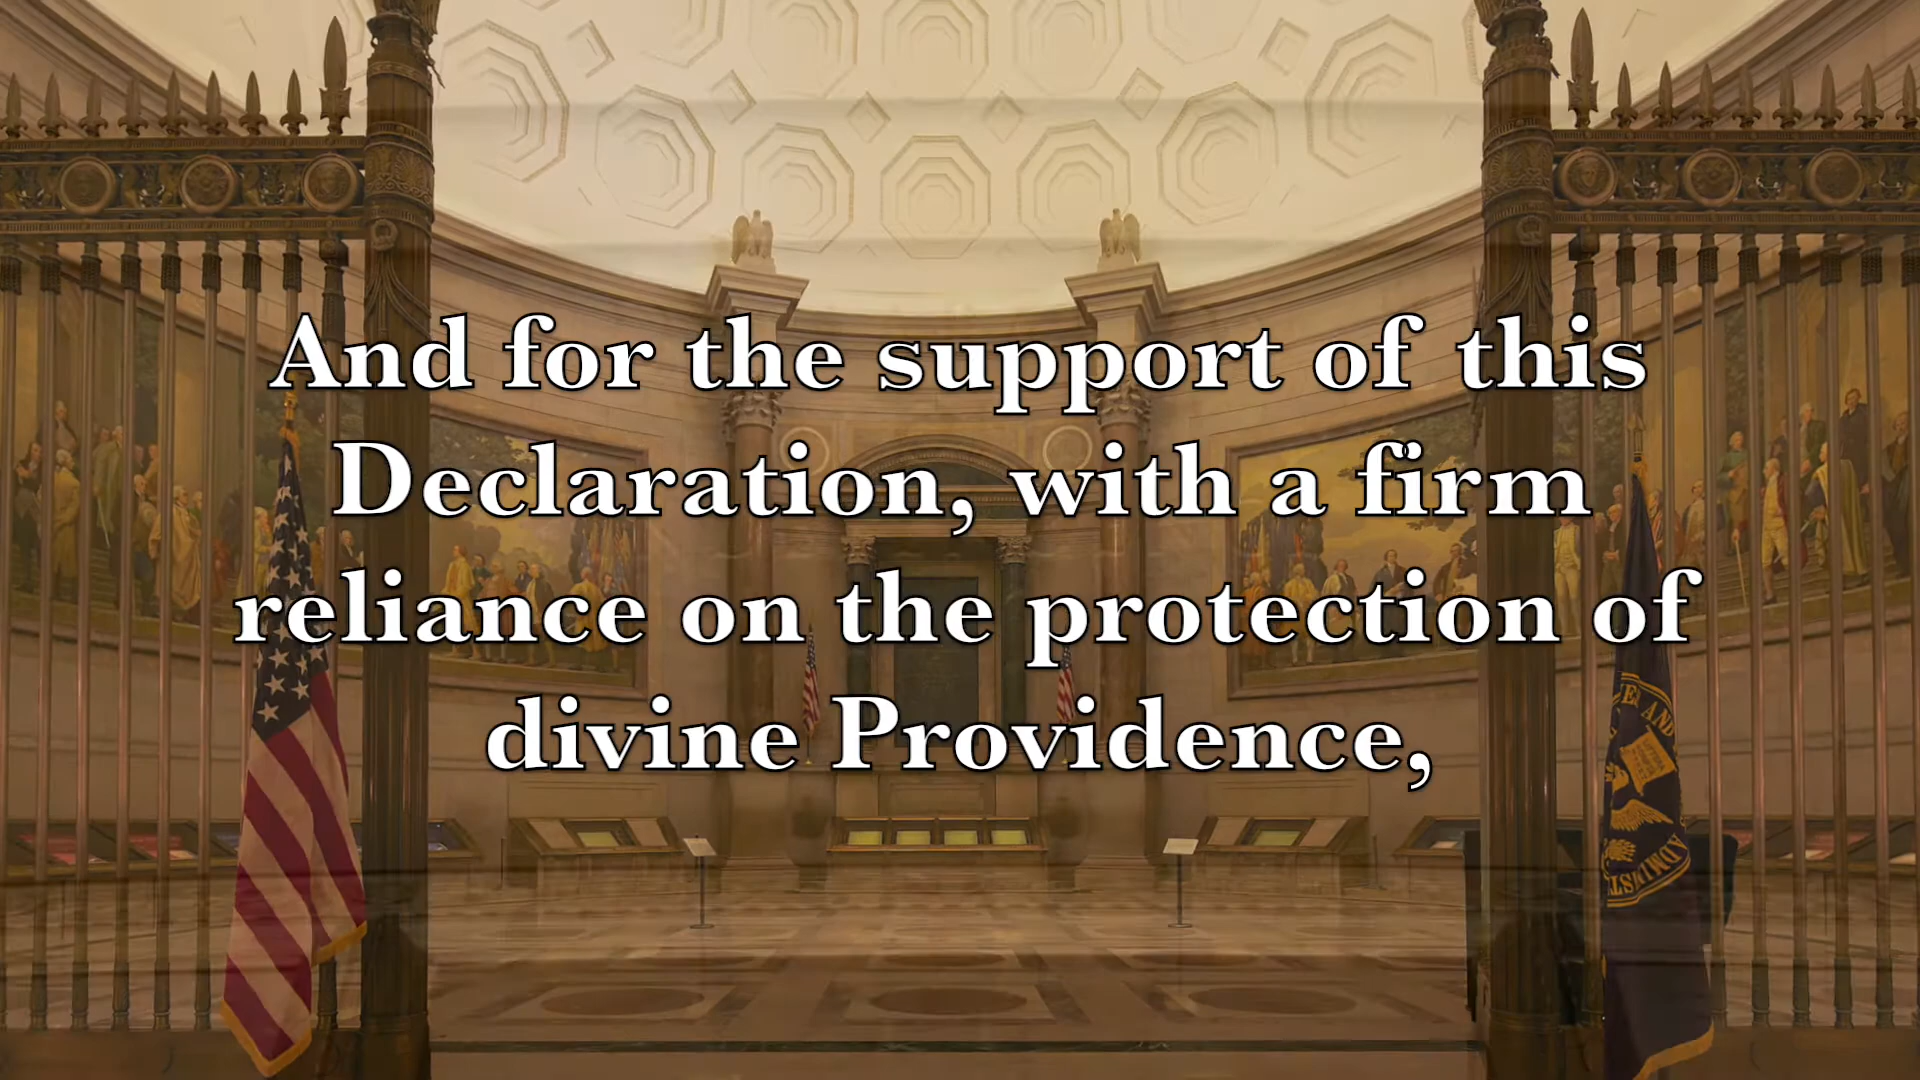 And for the support of this
Declaration, with a firm
reliance on the protection of
divine Providence,